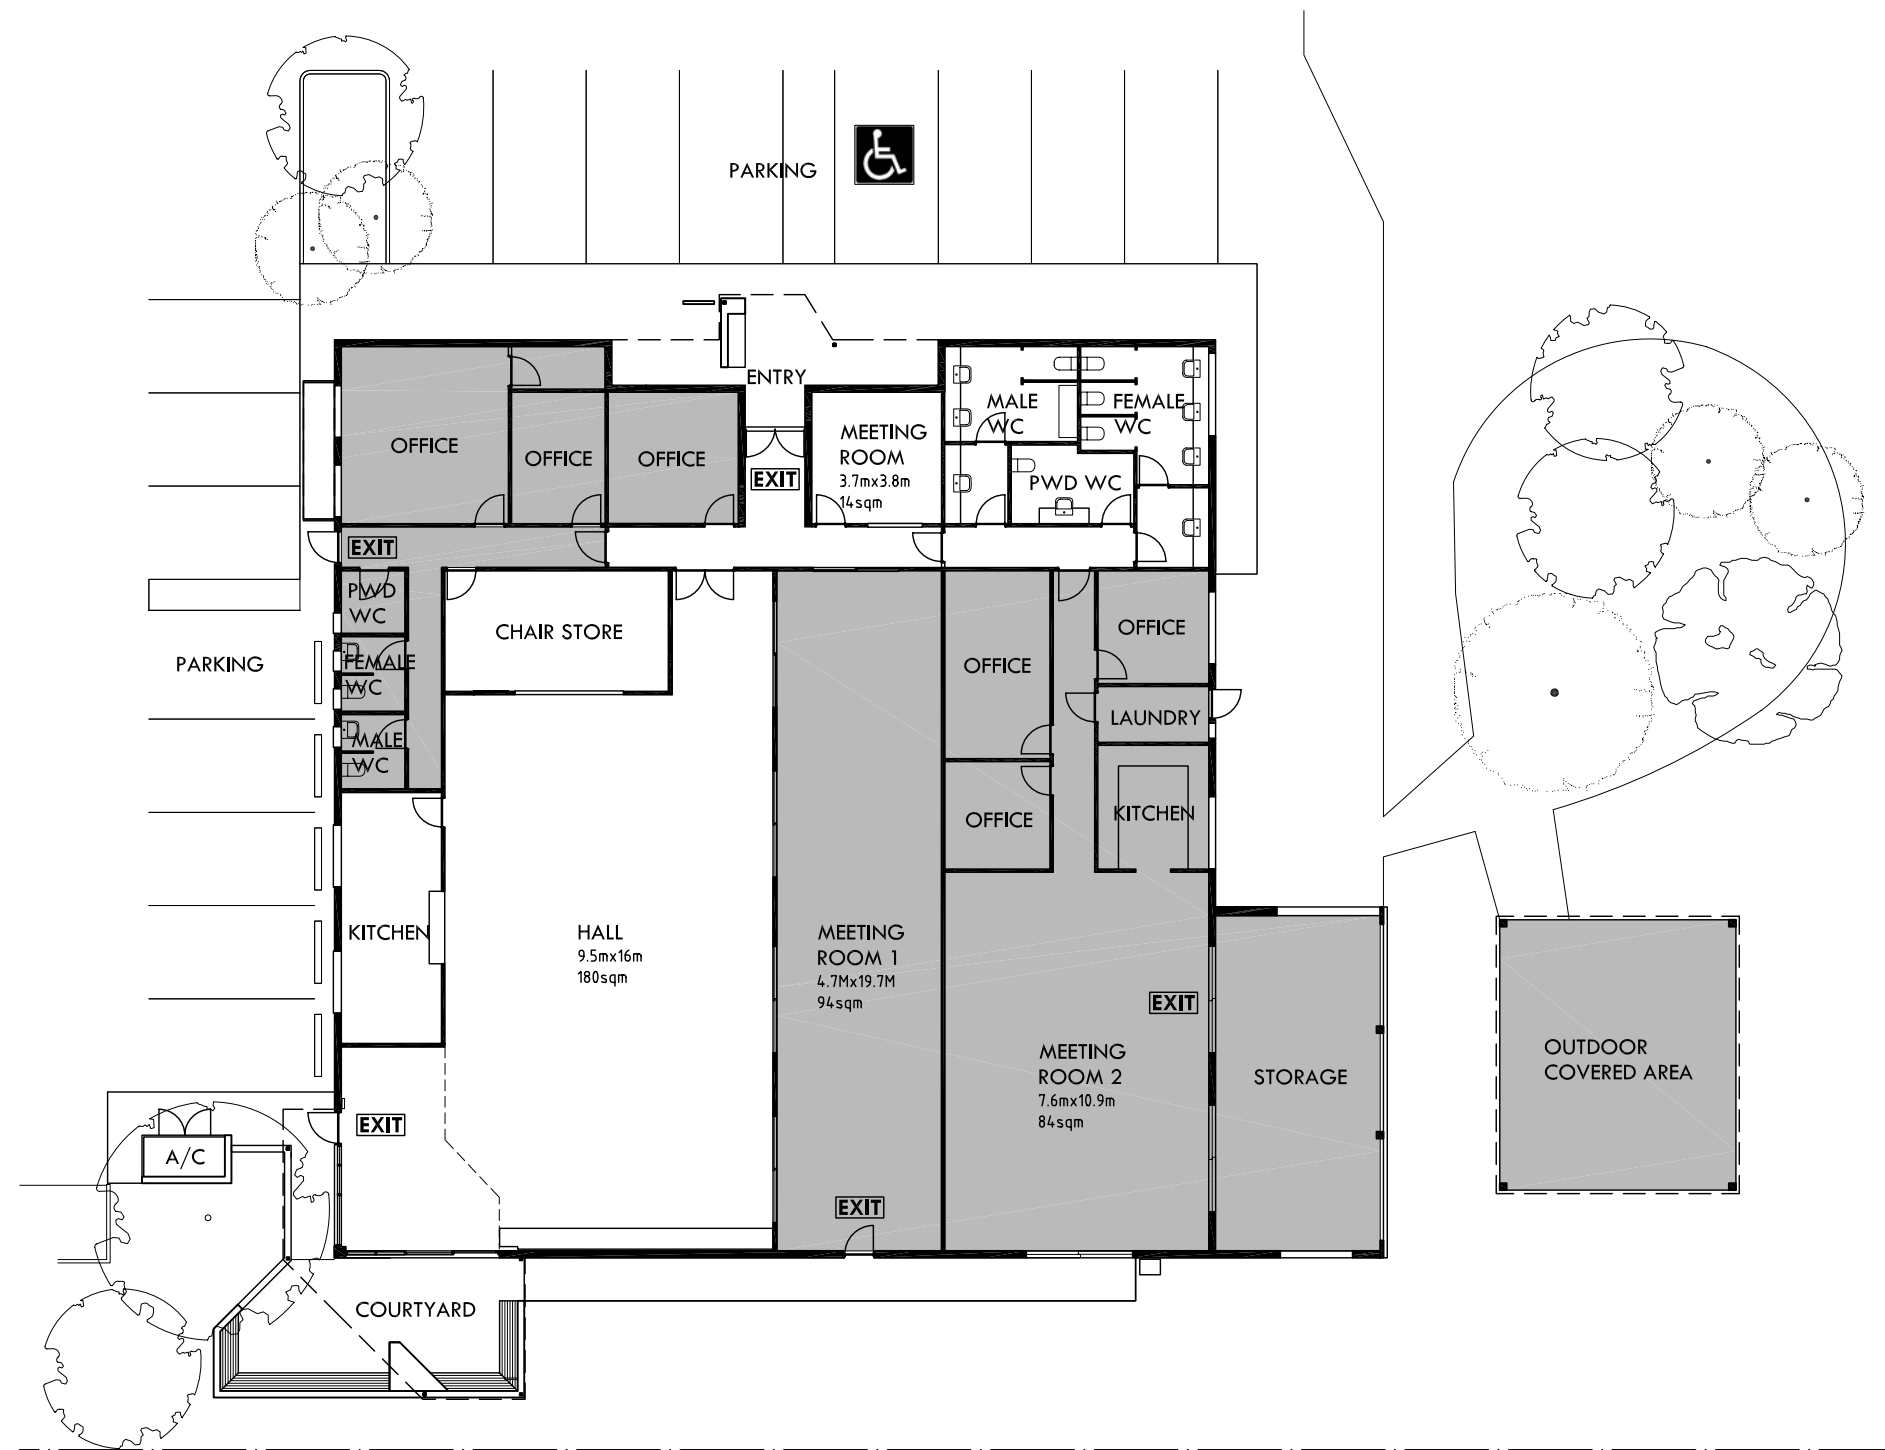 PARKING
ENTRY
MALE
WC
FEMALE
WC
OFFICE
OFFICE
OFFICE
MEETING
ROOM
3.7mx3.8m
14sqm
EXIT
PWD WC
EXIT
PWD
WC
CHAIR STORE
OFFICE
PARKING
FEMALE
WC
OFFICE
LAUNDRY
MALE
WC
KITCHEN
OFFICE
KITCHEN
HALL
9.5mx16m
180sqm
MEETING
ROOM 1
4.7Mx19.7M
94sqm
EXIT
MEETING
ROOM 2
7.6mx10.9m
84sqm
STORAGE
OUTDOOR
COVERED AREA
EXIT
A/C
EXIT
COURTYARD